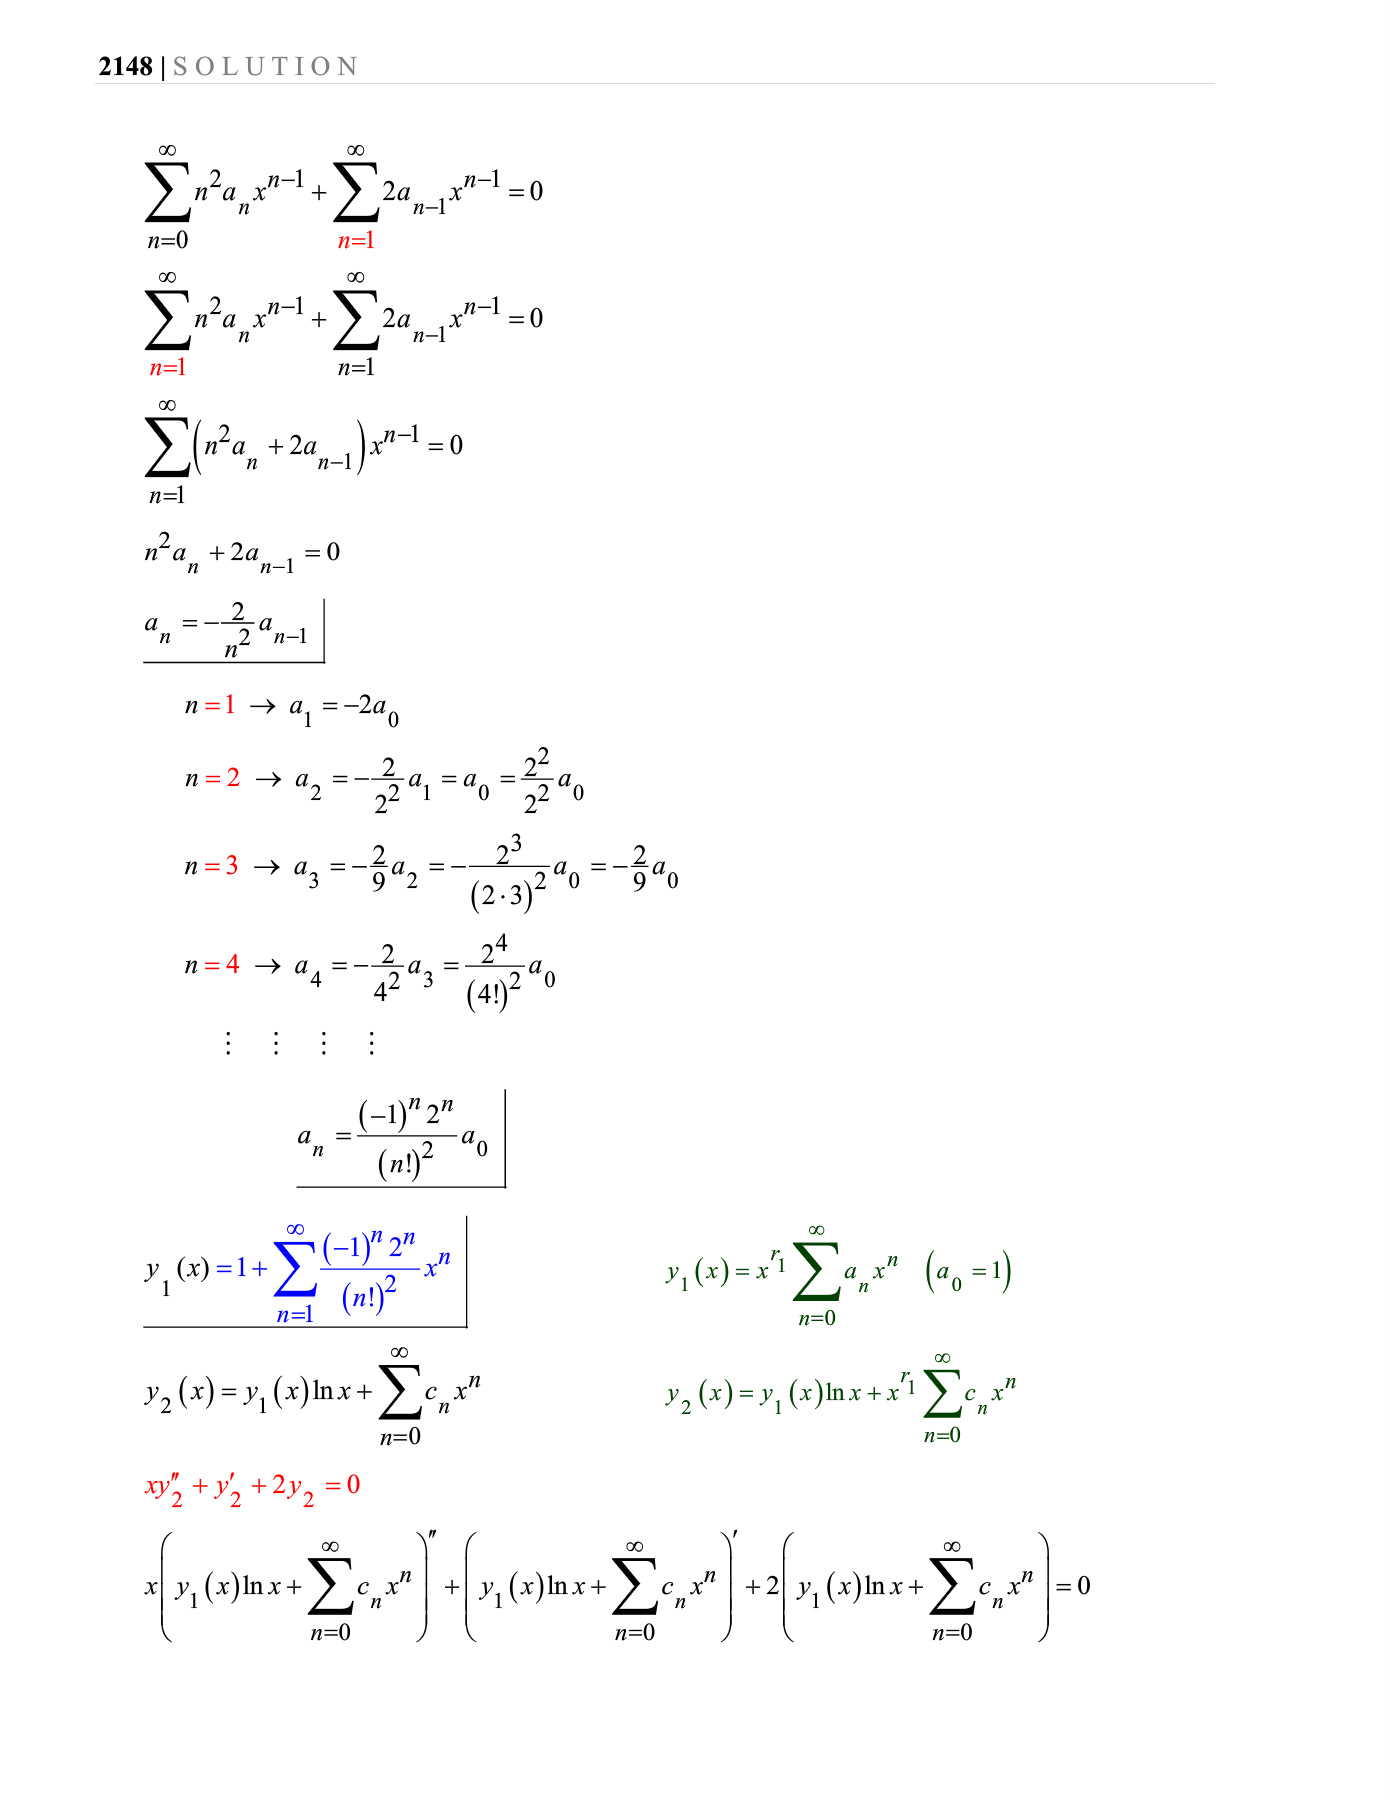 2148 | SOLUTION
$\sum_{n=0}^{\infty} n^2 a_n x^{n-1} + \sum_{n=1}^{\infty} 2a_{n-1} x^{n-1} = 0$
$\sum_{n=1}^{\infty} n^2 a_n x^{n-1} + \sum_{n=1}^{\infty} 2a_{n-1} x^{n-1} = 0$
$\sum_{n=1}^{\infty} \left( n^2 a_n + 2a_{n-1} \right) x^{n-1} = 0$
$n^2 a_n + 2a_{n-1} = 0$
$a_n = -\frac{2}{n^2} a_{n-1}$
$n = 1 \rightarrow a_1 = -2a_0$
$n = 2 \rightarrow a_2 = -\frac{2}{2^2} a_1 = a_0 = \frac{2^2}{2^2} a_0$
$n = 3 \rightarrow a_3 = -\frac{2}{9} a_2 = -\frac{2^3}{(2 \cdot 3)^2} a_0 = -\frac{2}{9} a_0$
$n = 4 \rightarrow a_4 = -\frac{2}{4^2} a_3 = \frac{2^4}{(4!)^2} a_0$
⋮ ⋮ ⋮ ⋮
$a_n = \frac{(-1)^n 2^n}{(n!)^2} a_0$
$y_1(x) = 1 + \sum_{n=1}^{\infty} \frac{(-1)^n 2^n}{(n!)^2} x^n$ $y_1(x) = x^{r_1} \sum_{n=0}^{\infty} a_n x^n \quad (a_0 = 1)$
$y_2(x) = y_1(x) \ln x + \sum_{n=0}^{\infty} c_n x^n$ $y_2(x) = y_1(x) \ln x + x^{r_1} \sum_{n=0}^{\infty} c_n x^n$
$xy_2'' + y_2' + 2y_2 = 0$
$x \left( y_1(x) \ln x + \sum_{n=0}^{\infty} c_n x^n \right)'' + \left( y_1(x) \ln x + \sum_{n=0}^{\infty} c_n x^n \right)' + 2 \left( y_1(x) \ln x + \sum_{n=0}^{\infty} c_n x^n \right) = 0$